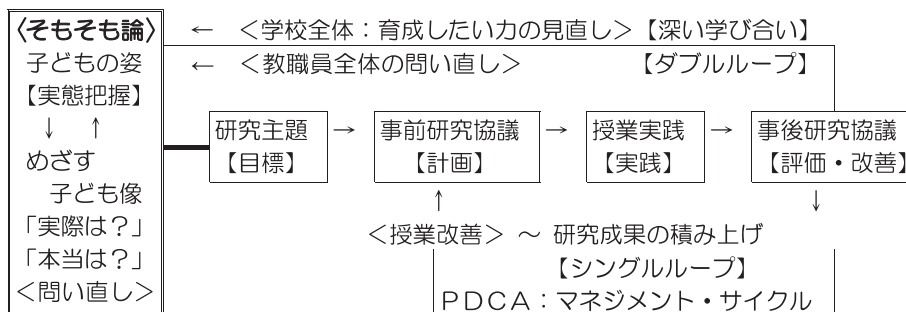 〈そもそも論〉
子どもの姿
【実態把握】
↓ ↑
めざす
子ども像
「実際は？」
「本当は？」
＜問い直し＞
← ＜学校全体：育成したい力の見直し＞【深い学び合い】
← ＜教職員全体の問い直し＞ 【ダブルループ】
研究主題
【目標】
→
事前研究協議
【計画】
→
授業実践
【実践】
→
事後研究協議
【評価・改善】
↑ ↓
＜授業改善＞ ～ 研究成果の積み上げ
【シングルループ】
ＰＤＣＡ：マネジメント・サイクル